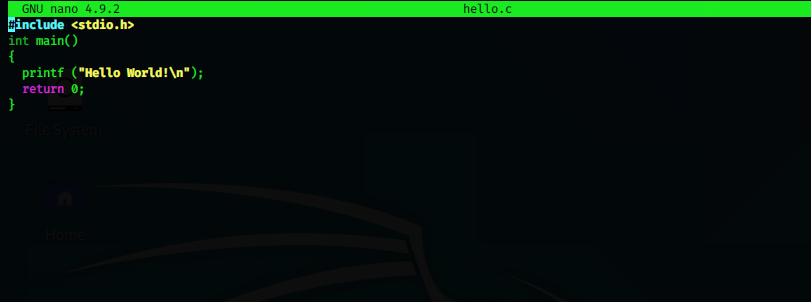 GNU nano 4.9.2 hello.c
#include <stdio.h>
int main()
{
  printf ("Hello World!\n");
  return 0;
}
File System
Home